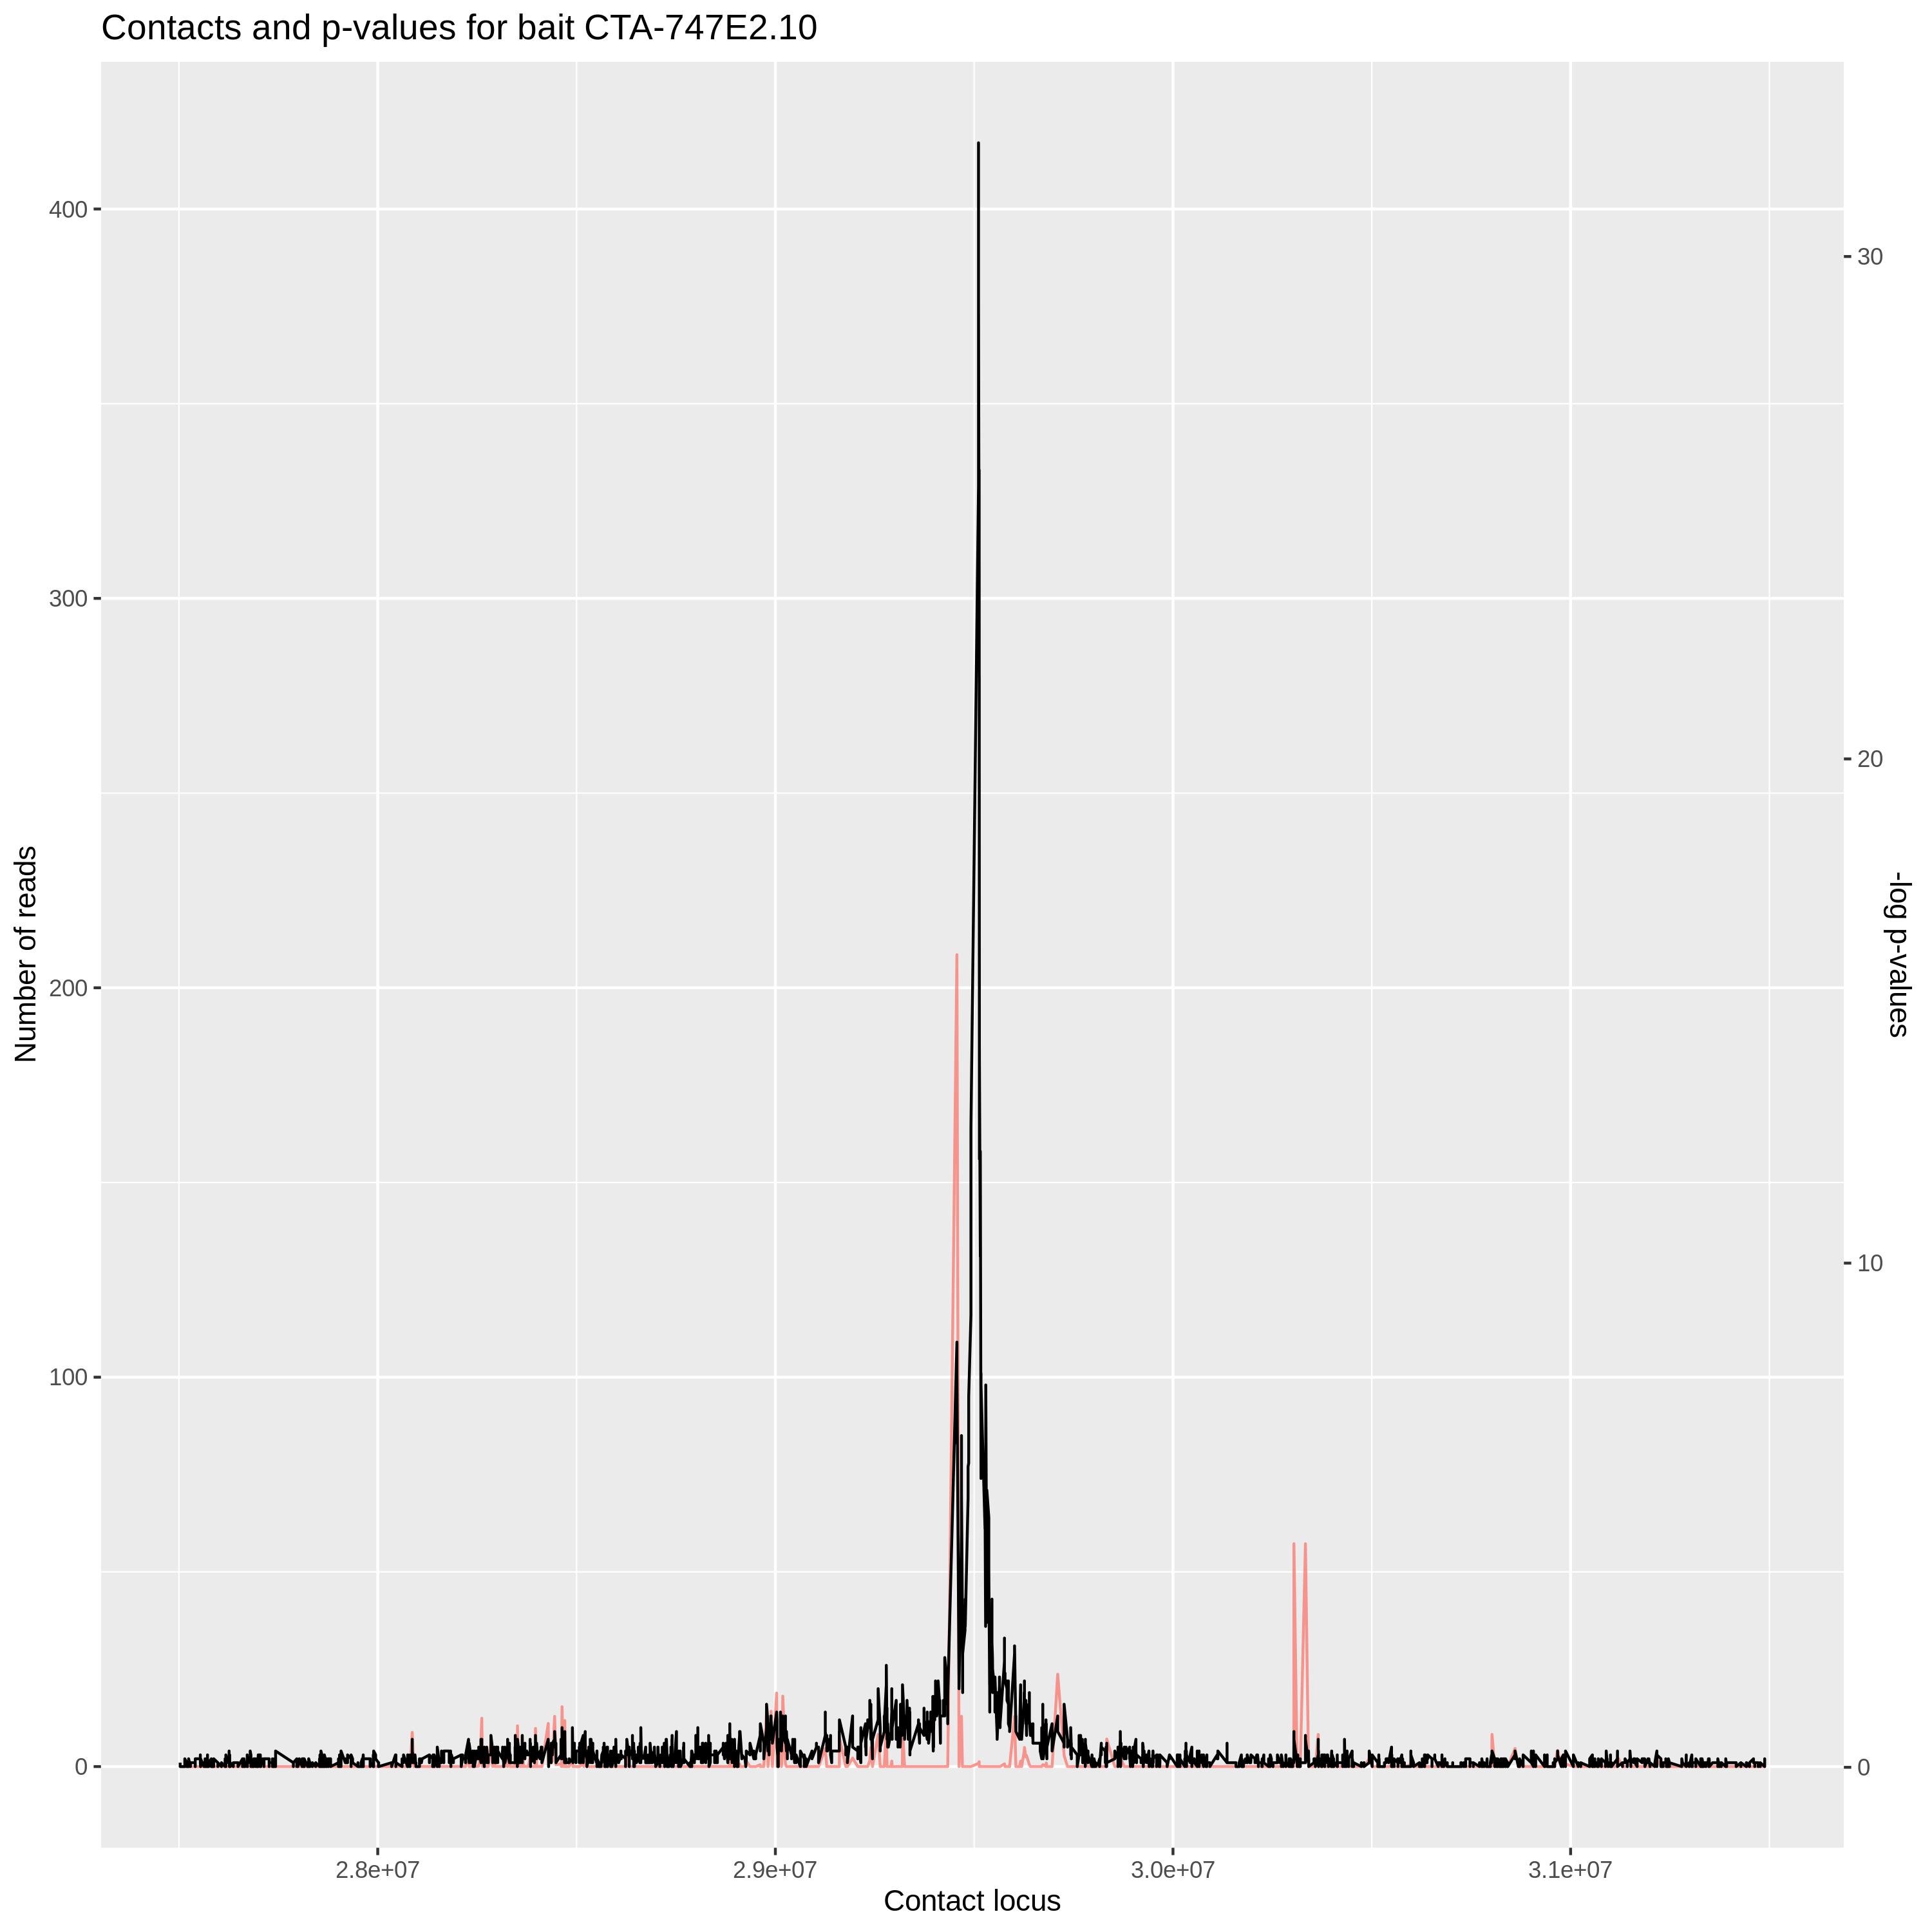 Contacts and p-values for bait CTA-747E2.10
400
300
200
100
0
Number of reads
30
20
10
0
-log p-values
2.8e+07 2.9e+07 3.0e+07 3.1e+07
Contact locus